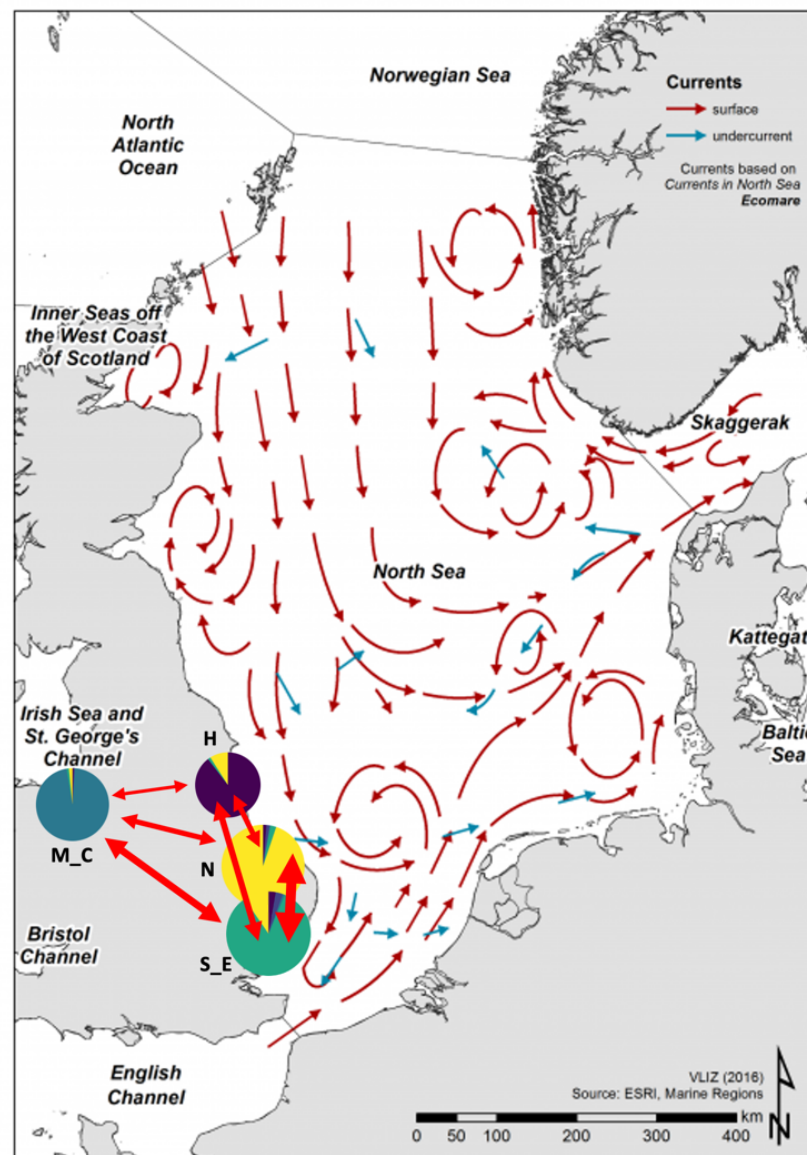 Norwegian Sea
North
Atlantic
Ocean
Currents
surface
undercurrent
Currents based on
Currents in North Sea
Ecomare
Inner Seas off
the West Coast
of Scotland
Skaggerak
North Sea
Kattegat
Irish Sea and
St. George's
Channel
Baltic
Sea
H
M_C
N
S_E
Bristol
Channel
English
Channel
VLIZ (2016)
Source: ESRI, Marine Regions
km
0 50 100 200 300 400
N